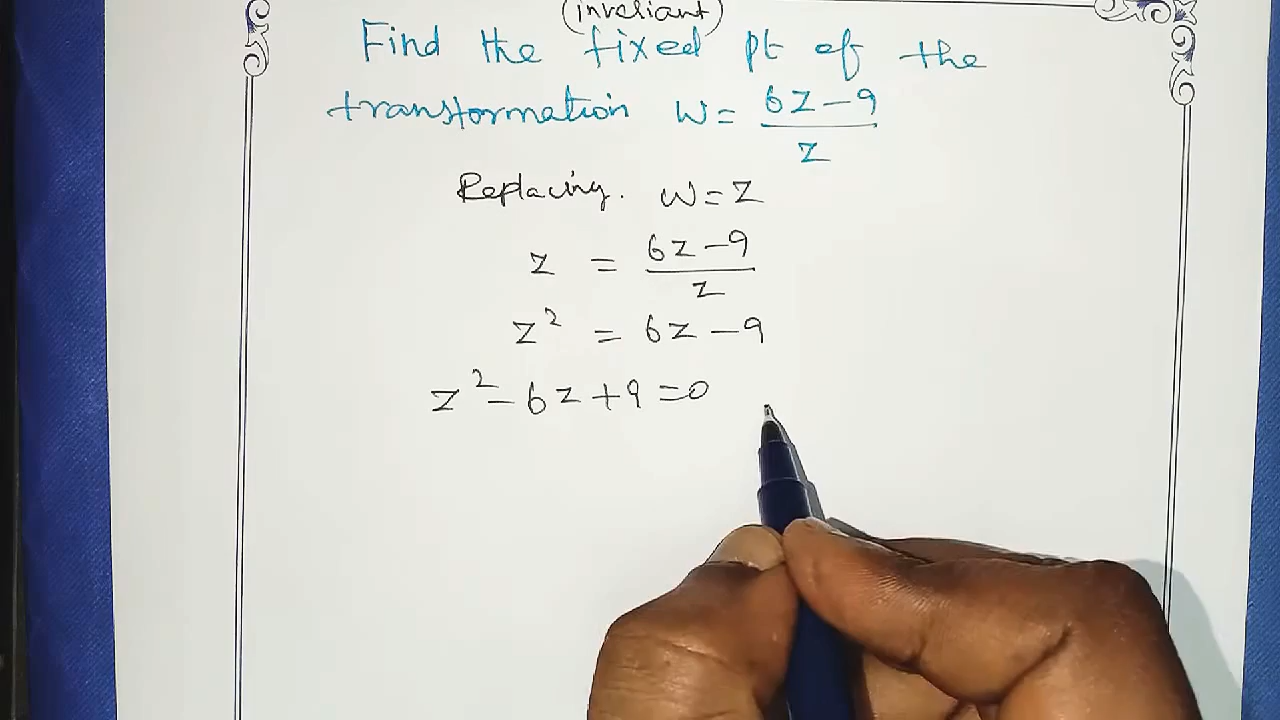 (invariant)
Find the fixed pt of the
transformation w = (6z-9)/z
Replacing. w = z
z = (6z-9)/z
z² = 6z-9
z²-6z+9=0